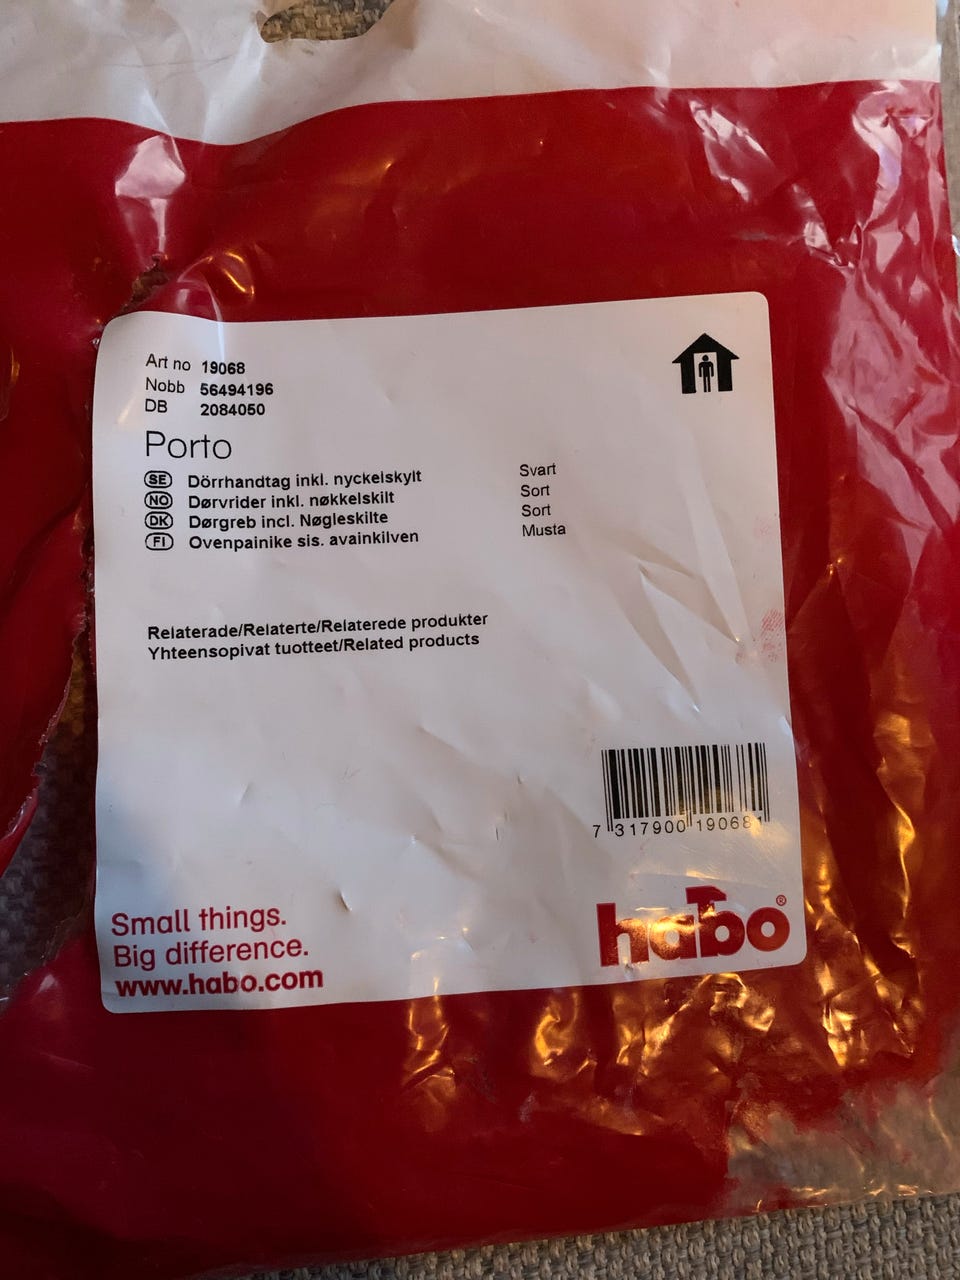 Art no 19068
Nobb 56494196
DB 2084050
Porto
SE Dörrhandtag inkl. nyckelskylt Svart
NO Dørvrider inkl. nøkkelskilt Sort
DK Dørgreb incl. Nøgleskilte Sort
FI Ovenpainike sis. avainkilven Musta
Relaterade/Relaterte/Relaterede produkter
Yhteensopivat tuotteet/Related products
7 317900 190681
Small things.
Big difference.
www.habo.com
habo®